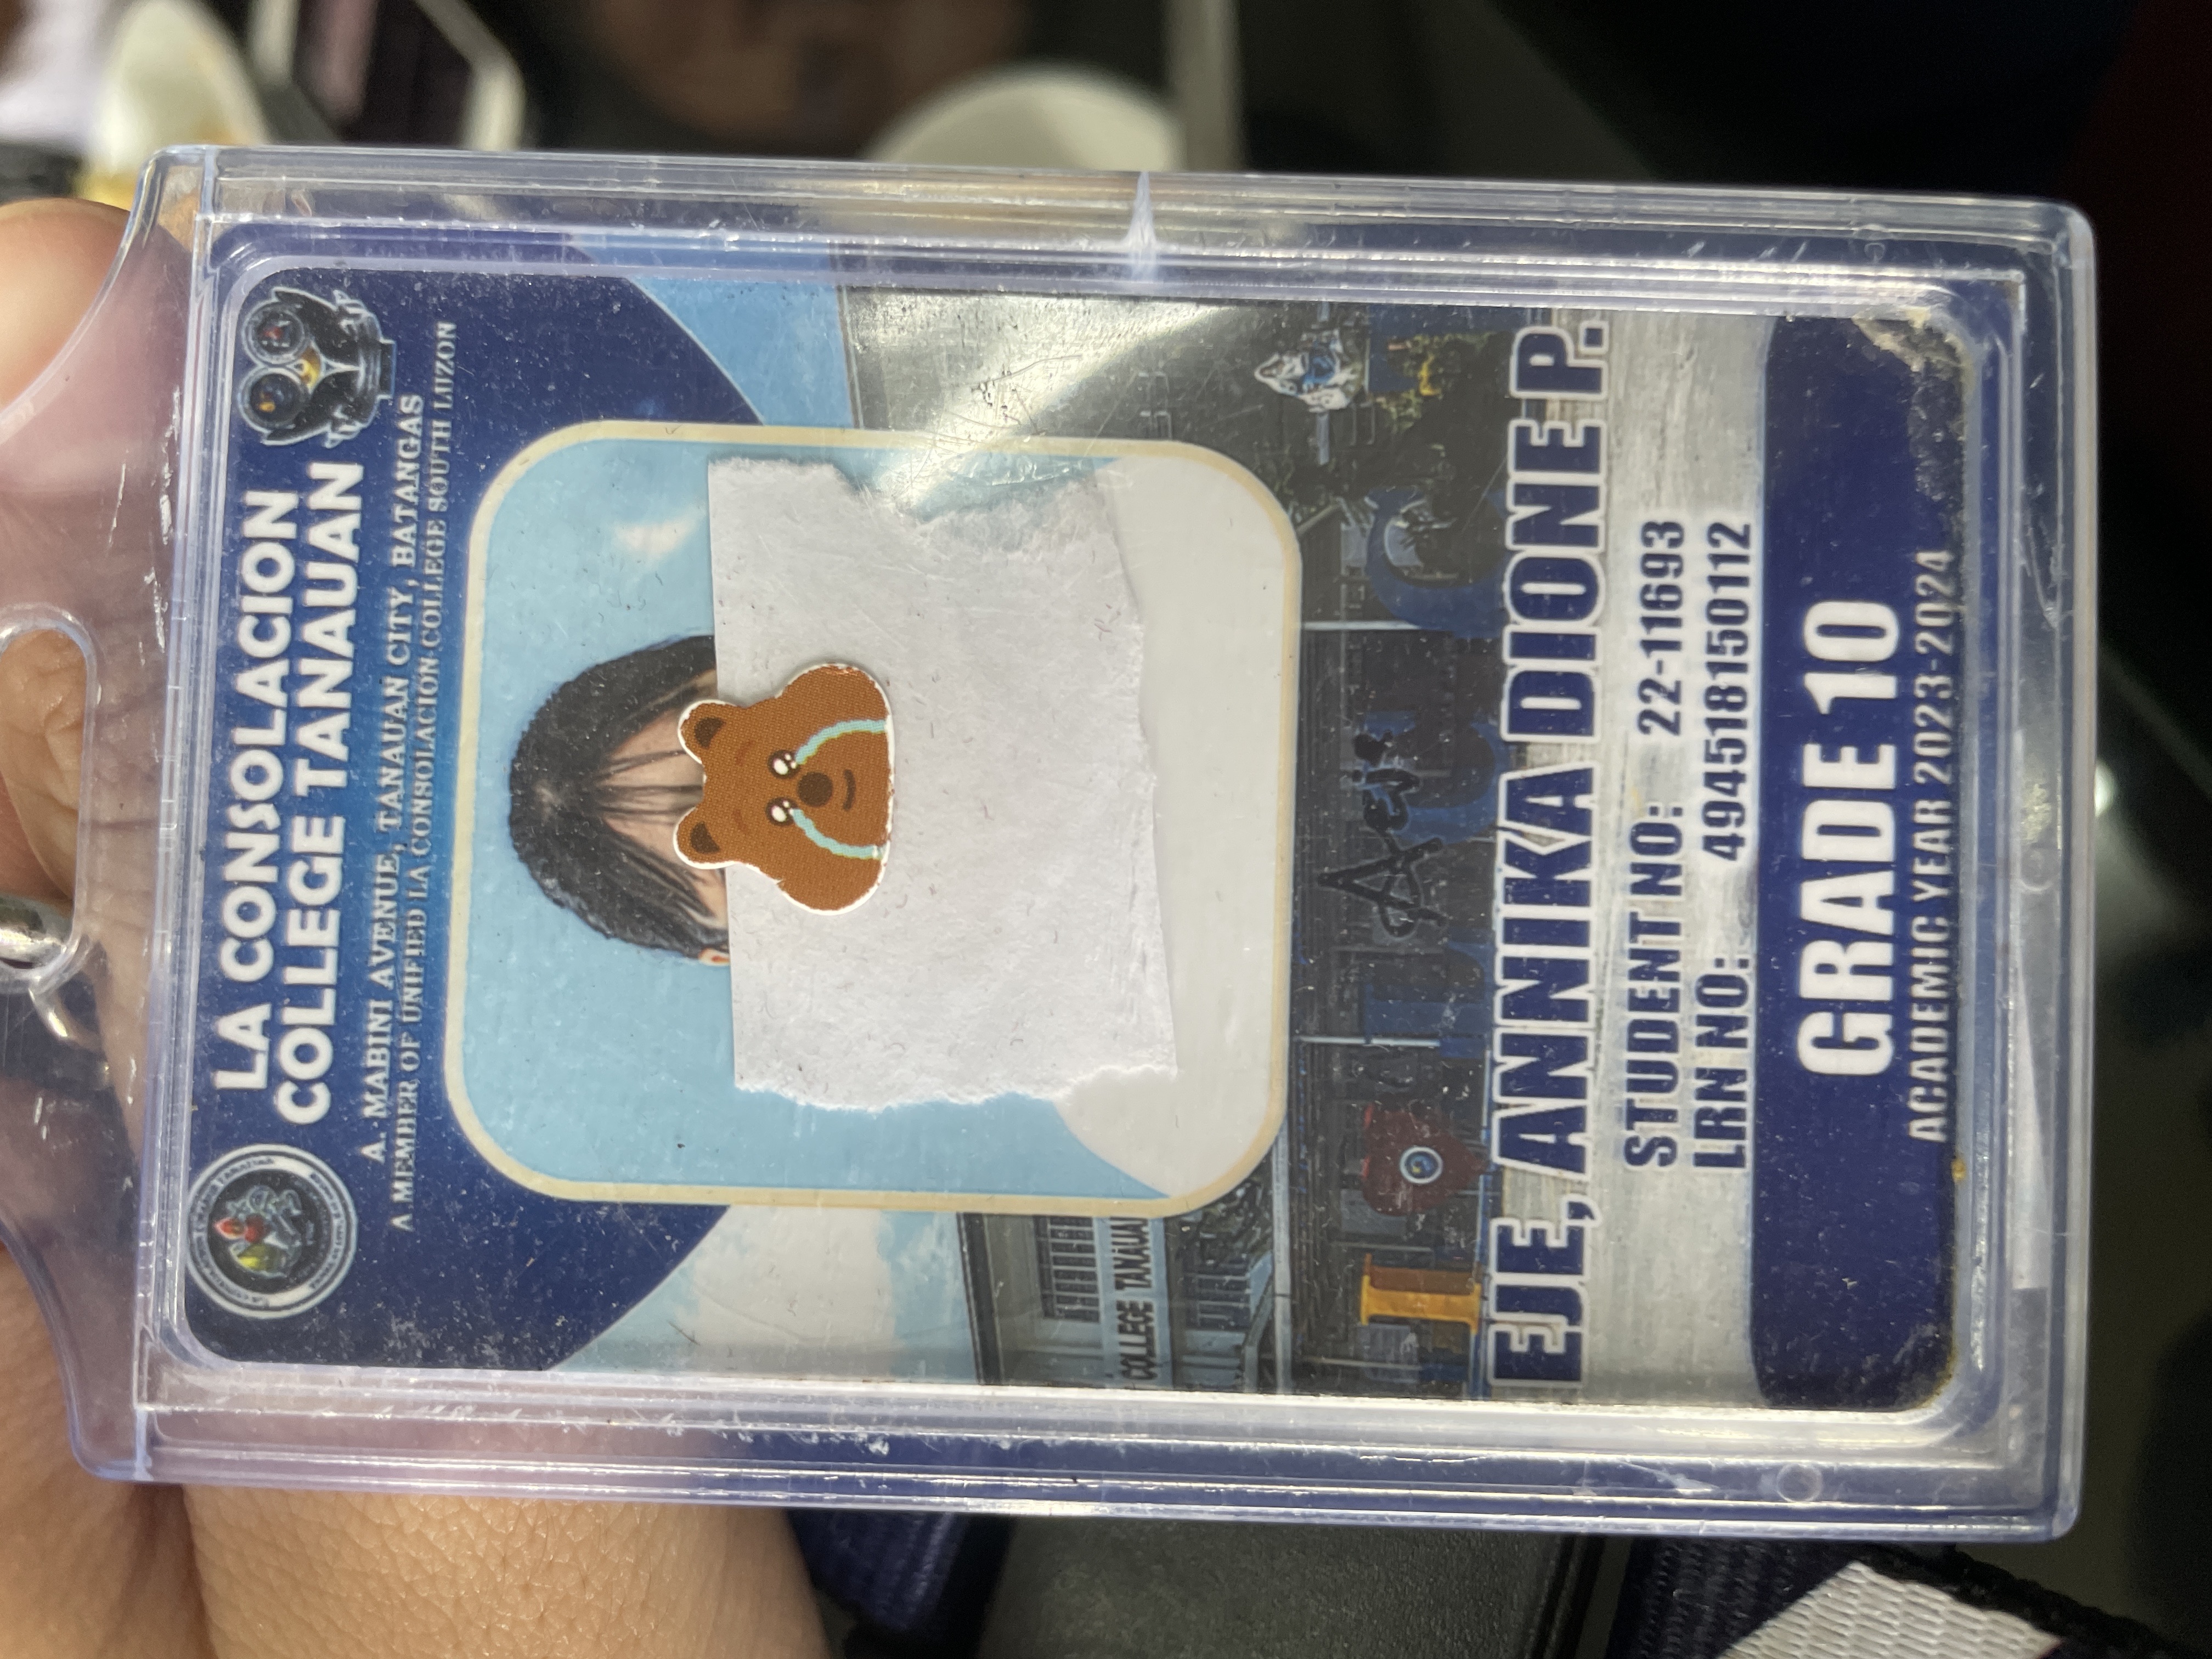 LA CONSOLACION
COLLEGE TANAUAN
A. MABINI AVENUE, TANAUAN CITY, BATANGAS
A MEMBER OF UNIFIED LA CONSOLACION COLLEGE SOUTH LUZON
COLLEGE TANAUAN
I
EJE, ANNIKA DIONE P.
STUDENT NO: 22-11693
LRN NO: 494518150112
GRADE 10
ACADEMIC YEAR 2023-2024